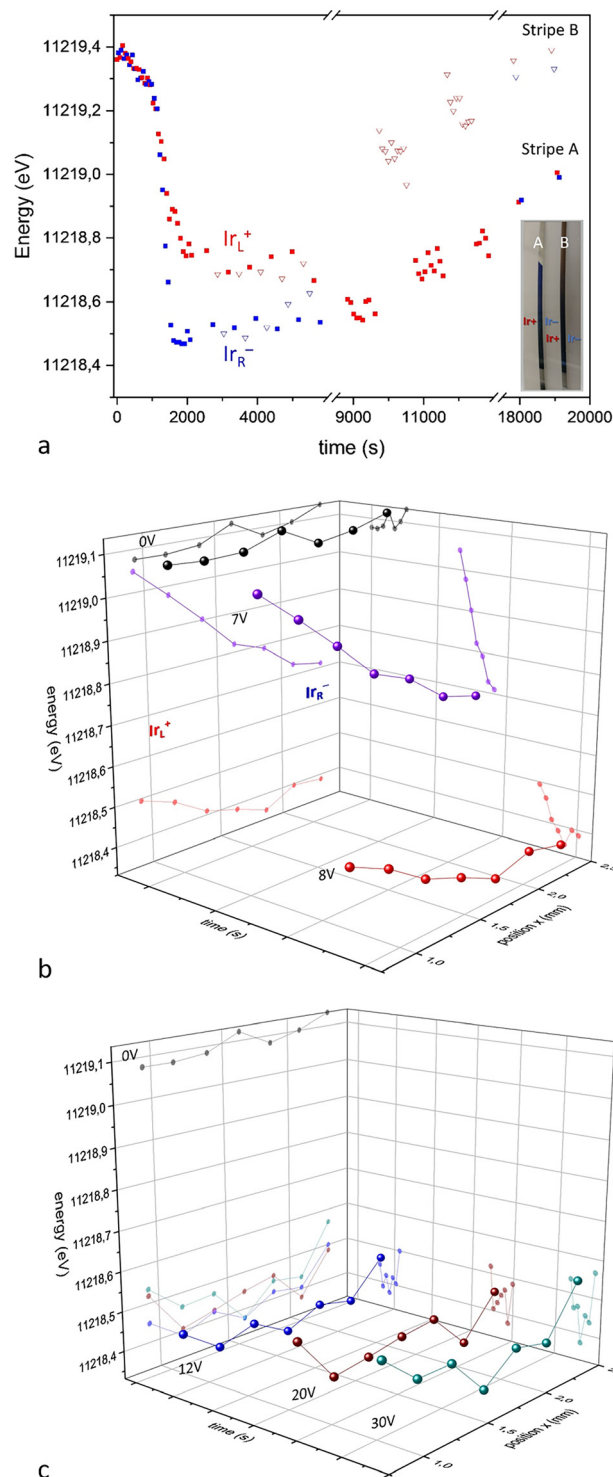 11219,4
11219,2
11219,0
11218,8
11218,6
11218,4
Energy (eV)
Stripe B
Stripe A
Ir_L^+
Ir_R^−
A B
Ir+ Ir−
Ir+ Ir−
0 2000 4000 9000 11000 18000 20000
time (s)
a
0V
7V
8V
11219,1
11219,0
11218,9
11218,8
11218,7
11218,6
11218,5
11218,4
energy (eV)
Ir_L^+
Ir_R^−
time (s)
1,0
1,5
2,0
position x (mm)
b
0V
11219,1
11219,0
11218,9
11218,8
11218,7
11218,6
11218,5
11218,4
energy (eV)
12V
20V
30V
time (s)
1,0
1,5
2,0
position x (mm)
c